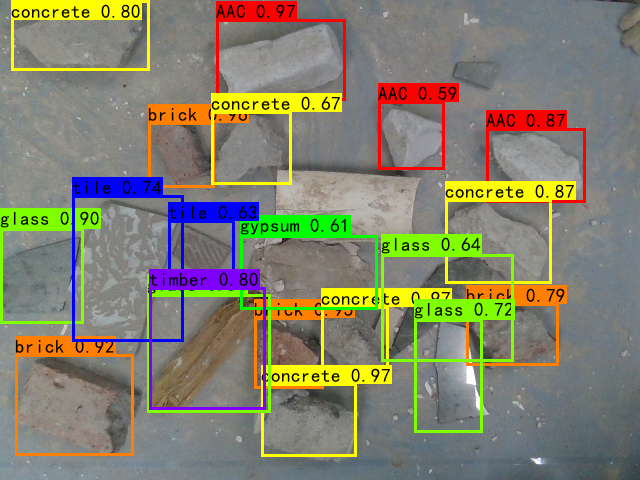 concrete 0.80
AAC 0.97
AAC 0.59
concrete 0.67
brick 0.96
AAC 0.87
tile 0.74
concrete 0.87
tile 0.63
glass 0.90
gypsum 0.61
glass 0.64
timber 0.80
concrete 0.97
brick 0.79
brick 0.95
glass 0.72
brick 0.92
concrete 0.97